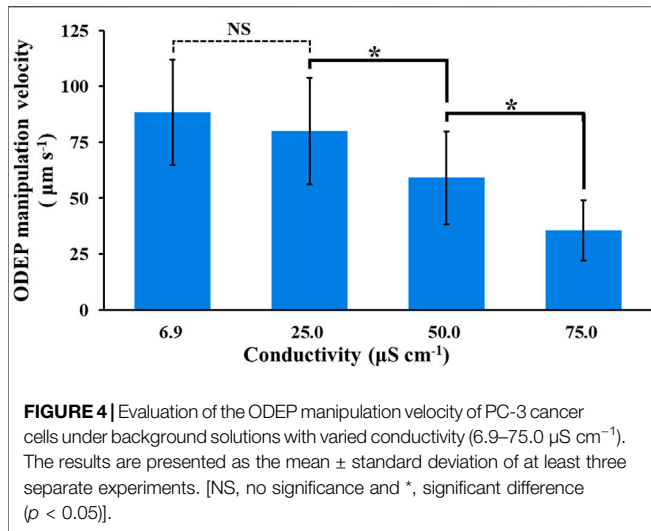 NS
*
*
125
100
75
50
25
0
ODEP manipulation velocity
( μm s-1)
6.9
25.0
50.0
75.0
Conductivity (μS cm-1)
FIGURE 4 | Evaluation of the ODEP manipulation velocity of PC-3 cancer
cells under background solutions with varied conductivity (6.9–75.0 μS cm−1).
The results are presented as the mean ± standard deviation of at least three
separate experiments. [NS, no significance and *, significant difference
(p < 0.05)].